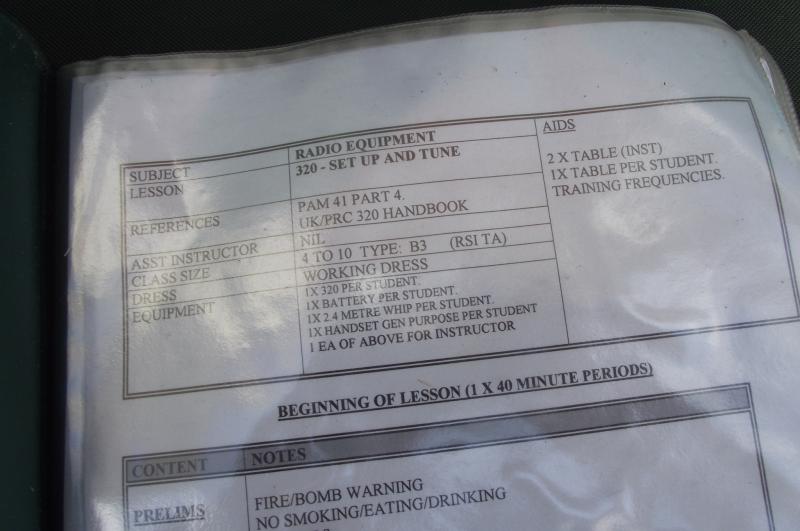 SUBJECT RADIO EQUIPMENT
LESSON 320 - SET UP AND TUNE
REFERENCES PAM 41 PART 4.
UK/PRC 320 HANDBOOK
ASST INSTRUCTOR NIL
CLASS SIZE 4 TO 10 TYPE: B3 (RSI TA)
DRESS WORKING DRESS
EQUIPMENT 1X 320 PER STUDENT.
1X BATTERY PER STUDENT.
1X 2.4 METRE WHIP PER STUDENT.
1X HANDSET GEN PURPOSE PER STUDENT
1 EA OF ABOVE FOR INSTRUCTOR
AIDS
2 X TABLE (INST)
1X TABLE PER STUDENT.
TRAINING FREQUENCIES.
BEGINNING OF LESSON (1 X 40 MINUTE PERIODS)
CONTENT NOTES
PRELIMS FIRE/BOMB WARNING
NO SMOKING/EATING/DRINKING